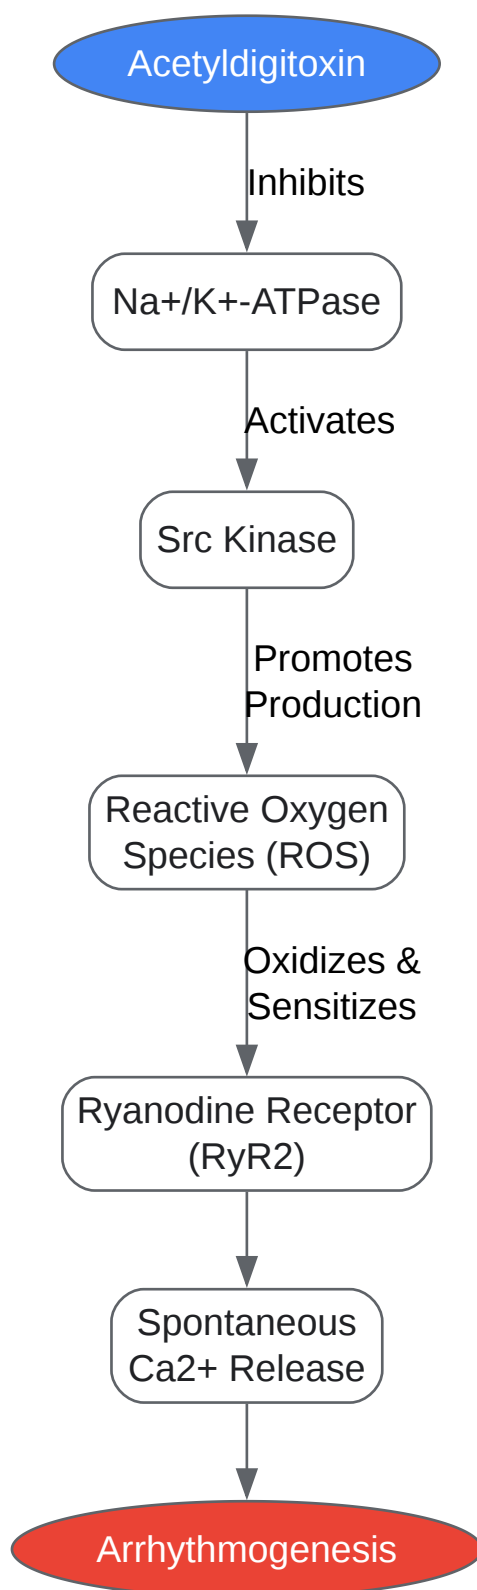 Acetyldigitoxin
Inhibits
Na+/K+-ATPase
Activates
Src Kinase
Promotes
Production
Reactive Oxygen
Species (ROS)
Oxidizes &
Sensitizes
Ryanodine Receptor
(RyR2)
Spontaneous
Ca2+ Release
Arrhythmogenesis